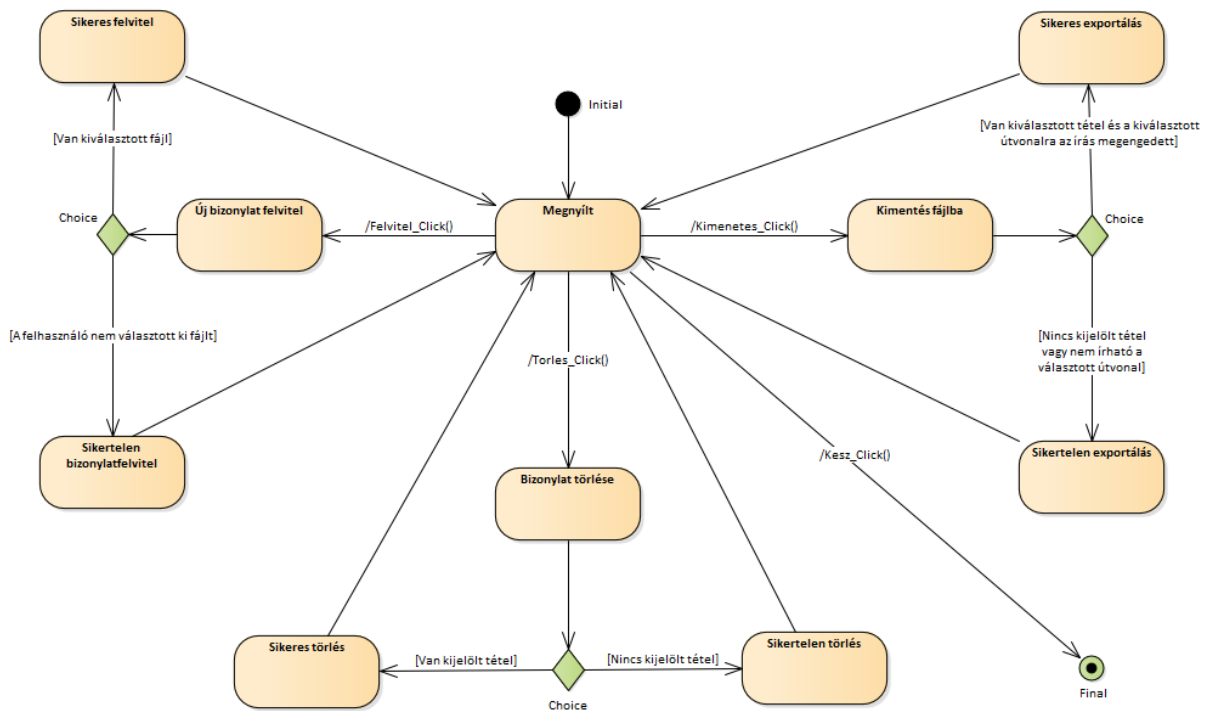 Sikeres felvitel
Sikeres exportálás
Initial
[Van kiválasztott fájl]
[Van kiválasztott tétel és a kiválasztott
útvonalra az írás megengedett]
Choice
Új bizonylat felvitel
/Felvitel_Click()
Megnyílt
/Kimenetes_Click()
Kimentés fájlba
Choice
[A felhasználó nem választott ki fájlt]
[Nincs kijelölt tétel
vagy nem írható a
választott útvonal]
/Torles_Click()
Sikertelen
bizonylatfelvitel
Sikertelen exportálás
/Kesz_Click()
Bizonylat törlése
Sikeres törlés
[Van kijelölt tétel]
[Nincs kijelölt tétel]
Sikertelen törlés
Choice
Final